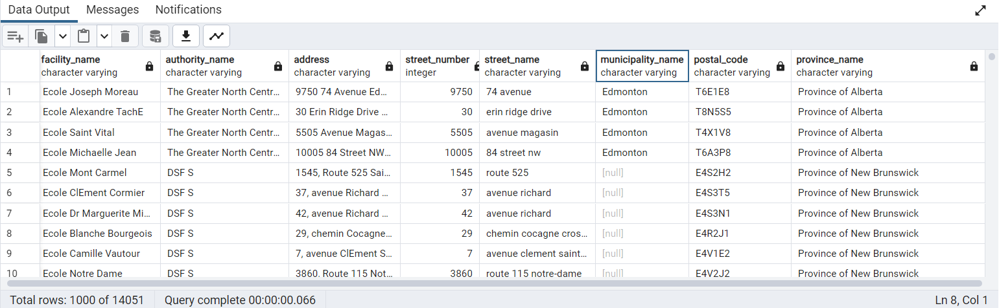 Data Output Messages Notifications
facility_name authority_name address street_number street_name municipality_name postal_code province_name
character varying character varying character varying integer character varying character varying character varying character varying
1 Ecole Joseph Moreau The Greater North Centr... 9750 74 Avenue Ed... 9750 74 avenue Edmonton T6E1E8 Province of Alberta
2 Ecole Alexandre TachE The Greater North Centr... 30 Erin Ridge Drive ... 30 erin ridge drive Edmonton T8N5S5 Province of Alberta
3 Ecole Saint Vital The Greater North Centr... 5505 Avenue Magas... 5505 avenue magasin Edmonton T4X1V8 Province of Alberta
4 Ecole Michaelle Jean The Greater North Centr... 10005 84 Street NW... 10005 84 street nw Edmonton T6A3P8 Province of Alberta
5 Ecole Mont Carmel DSF S 1545, Route 525 Sai... 1545 route 525 [null] E4S2H2 Province of New Brunswick
6 Ecole ClEment Cormier DSF S 37, avenue Richard ... 37 avenue richard [null] E4S3T5 Province of New Brunswick
7 Ecole Dr Marguerite Mi... DSF S 42, avenue Richard ... 42 avenue richard [null] E4S3N1 Province of New Brunswick
8 Ecole Blanche Bourgeois DSF S 29, chemin Cocagne... 29 chemin cocagne cros... [null] E4R2J1 Province of New Brunswick
9 Ecole Camille Vautour DSF S 7, avenue ClEment S... 7 avenue clement saint... [null] E4V1E2 Province of New Brunswick
10 Ecole Notre Dame DSF S 3860, Route 115 Not... 3860 route 115 notre-dame [null] E4V2J2 Province of New Brunswick
Total rows: 1000 of 14051 Query complete 00:00:00.066 Ln 8, Col 1